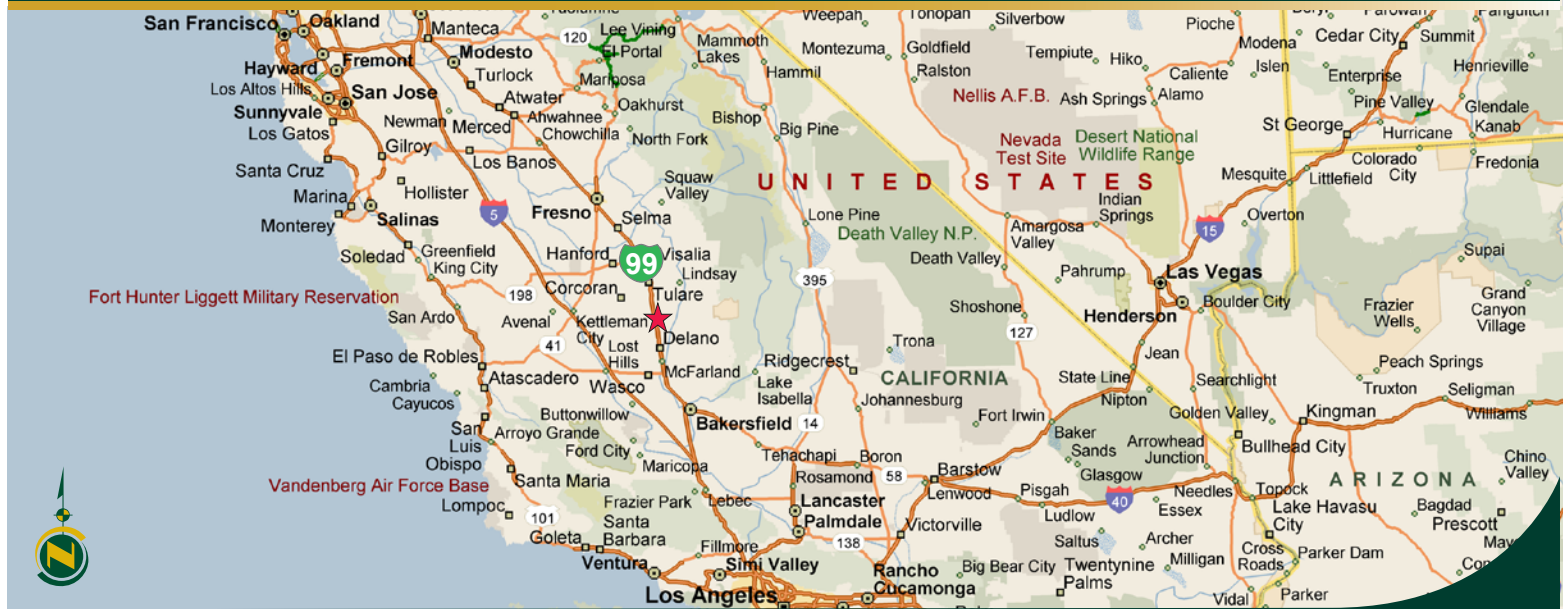 San Francisco
Oakland
Manteca
120
Lee Vining
El Portal
Weepah
Tonopah
Silverbow
Pioche
Panguitch
Modesto
Mammoth
Lakes
Montezuma
Goldfield
Tempiute
Hiko
Modena
Cedar City
Summit
Hayward
Fremont
Turlock
Mariposa
Hammil
Ralston
Caliente
Islen
Enterprise
Henrieville
Los Altos Hills
San Jose
Atwater
Oakhurst
Nellis A.F.B.
Ash Springs
Alamo
Pine Valley
Glendale
Sunnyvale
Newman
Merced
Ahwahnee
Chowchilla
Bishop
Big Pine
St George
Hurricane
Kanab
Los Gatos
Gilroy
Los Banos
North Fork
Nevada
Test Site
Desert National
Wildlife Range
Colorado
City
Fredonia
Santa Cruz
Hollister
Squaw
Valley
UNITED STATES
Mesquite
Littlefield
Marina
Salinas
5
Fresno
Selma
Lone Pine
Indian
Springs
Overton
Monterey
Death Valley N.P.
Amargosa
Valley
15
Soledad
Greenfield
King City
Hanford
99
Visalia
Lindsay
Death Valley
Supai
Fort Hunter Liggett Military Reservation
198
Corcoran
Tulare
395
Pahrump
Las Vegas
Boulder City
Grand
Canyon
Village
San Ardo
Avenal
Kettleman
City
Shoshone
Henderson
Frazier
Wells
41
Lost
Hills
Delano
127
El Paso de Robles
Atascadero
McFarland
Ridgecrest
Trona
Jean
Peach Springs
Cambria
Cayucos
Wasco
Lake
Isabella
CALIFORNIA
State Line
Searchlight
Truxton
Seligman
Buttonwillow
Johannesburg
Nipton
Golden Valley
Kingman
Williams
San
Luis
Obispo
Arroyo Grande
Ford City
Bakersfield
14
Fort Irwin
Baker
Sands
Arrowhead
Junction
Bullhead City
Maricopa
Tehachapi
Boron
Glasgow
Chino
Valley
Vandenberg Air Force Base
Santa Maria
Rosamond
58
Barstow
Lenwood
Pisgah
40
Needles
Topock
ARIZONA
Lompoc
Frazier Park
Lebec
Lancaster
Ludlow
Essex
Lake Havasu
City
Bagdad
Prescott
101
Santa
Barbara
Palmdale
Victorville
Saltus
Archer
Goleta
Fillmore
138
Milligan
Cross
Roads
Parker Dam
Ventura
Simi Valley
Rancho
Cucamonga
Big Bear City
Twentynine
Palms
Los Angeles
Vidal
Parker
N